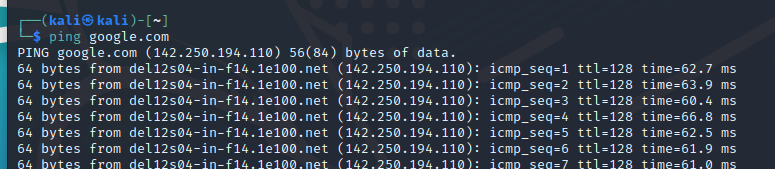 ┌──(kali㉿kali)-[~]
└─$ ping google.com
PING google.com (142.250.194.110) 56(84) bytes of data.
64 bytes from del12s04-in-f14.1e100.net (142.250.194.110): icmp_seq=1 ttl=128 time=62.7 ms
64 bytes from del12s04-in-f14.1e100.net (142.250.194.110): icmp_seq=2 ttl=128 time=63.9 ms
64 bytes from del12s04-in-f14.1e100.net (142.250.194.110): icmp_seq=3 ttl=128 time=60.4 ms
64 bytes from del12s04-in-f14.1e100.net (142.250.194.110): icmp_seq=4 ttl=128 time=66.8 ms
64 bytes from del12s04-in-f14.1e100.net (142.250.194.110): icmp_seq=5 ttl=128 time=62.5 ms
64 bytes from del12s04-in-f14.1e100.net (142.250.194.110): icmp_seq=6 ttl=128 time=61.9 ms
64 bytes from del12s04-in-f14.1e100.net (142.250.194.110): icmp_seq=7 ttl=128 time=61.0 ms